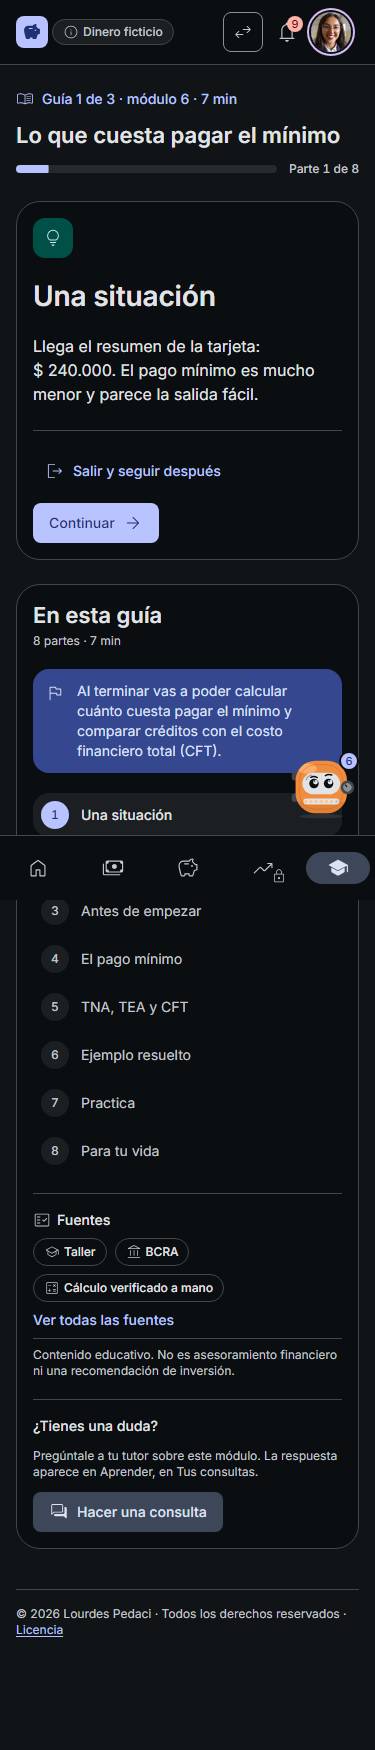 Dinero ficticio
9
Guía 1 de 3 · módulo 6 · 7 min
Lo que cuesta pagar el mínimo
Parte 1 de 8
Una situación
Llega el resumen de la tarjeta:
$ 240.000. El pago mínimo es mucho
menor y parece la salida fácil.
Salir y seguir después
Continuar
En esta guía
8 partes · 7 min
Al terminar vas a poder calcular
cuánto cuesta pagar el mínimo y
comparar créditos con el costo
financiero total (CFT).
6
1 Una situación
3 Antes de empezar
4 El pago mínimo
5 TNA, TEA y CFT
6 Ejemplo resuelto
7 Practica
8 Para tu vida
Fuentes
Taller
BCRA
Cálculo verificado a mano
Ver todas las fuentes
Contenido educativo. No es asesoramiento financiero
ni una recomendación de inversión.
¿Tienes una duda?
Pregúntale a tu tutor sobre este módulo. La respuesta
aparece en Aprender, en Tus consultas.
Hacer una consulta
© 2026 Lourdes Pedaci · Todos los derechos reservados ·
Licencia